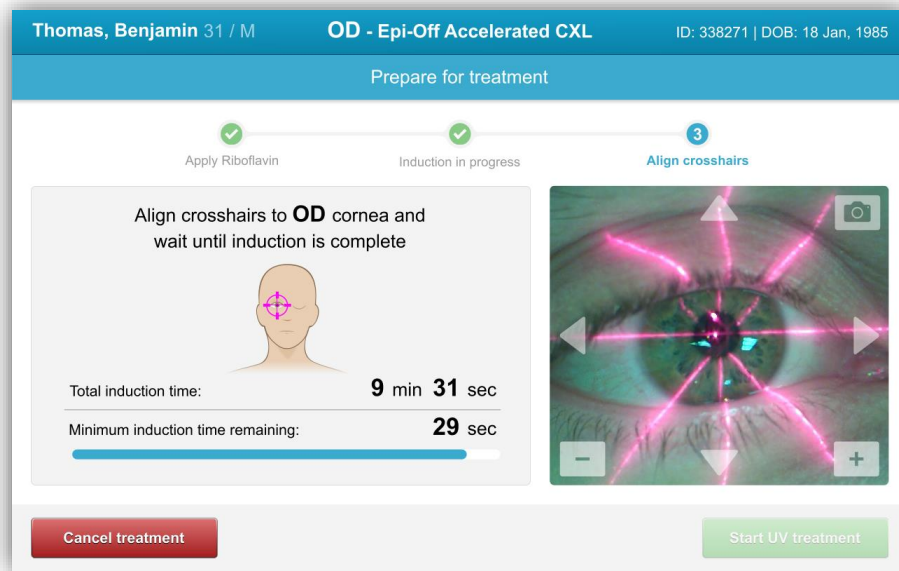 Thomas, Benjamin 31 / M
OD - Epi-Off Accelerated CXL
ID: 338271 | DOB: 18 Jan, 1985
Prepare for treatment
3
Apply Riboflavin
Induction in progress
Align crosshairs
Align crosshairs to OD cornea and
wait until induction is complete
Total induction time: 9 min 31 sec
Minimum induction time remaining: 29 sec
Cancel treatment
Start UV treatment